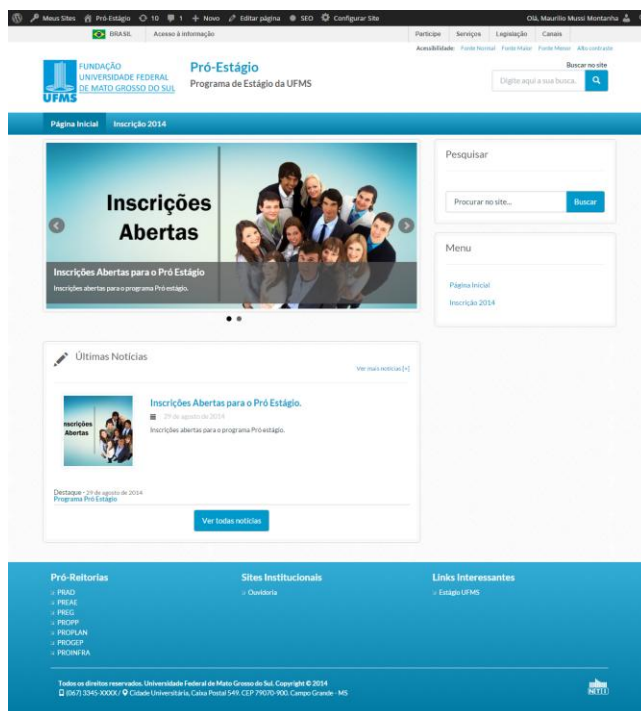 Meus Sites Pró-Estágio 10 1 + Novo Editar página SEO Configurar Site Olá, Maurílio Mussi Montanha
BRASIL Acesso à informação Participe Serviços Legislação Canais
Acessibilidade: Fonte Normal Fonte Maior Fonte Menor Alto contraste
Buscar no site
FUNDAÇÃO
UNIVERSIDADE FEDERAL
DE MATO GROSSO DO SUL
UFMS
Pró-Estágio
Programa de Estágio da UFMS
Digite aqui a sua busca.
Página Inicial Inscrição 2014
Inscrições
Abertas
Inscrições Abertas para o Pró Estágio
Inscrições abertas para o programa Pró estágio.
Pesquisar
Procurar no site... Buscar
Menu
Página Inicial
Inscrição 2014
Últimas Notícias
Ver mais notícias [+]
Inscrições Abertas para o Pró Estágio.
29 de agosto de 2014
Inscrições abertas para o programa Pró estágio.
nscrições
Abertas
Destaque - 29 de agosto de 2014
Programa Pró Estágio
Ver todas notícias
Pró-Reitorias
» PRAD
» PREAE
» PREG
» PROPP
» PROPLAN
» PROGEP
» PROINFRA
Sites Institucionais
» Ouvidoria
Links Interessantes
» Estágio UFMS
Todos os direitos reservados. Universidade Federal de Mato Grosso do Sul. Copyright © 2014
(067) 3345-XXXX / Cidade Universitária, Caixa Postal 549. CEP 79070-900. Campo Grande - MS